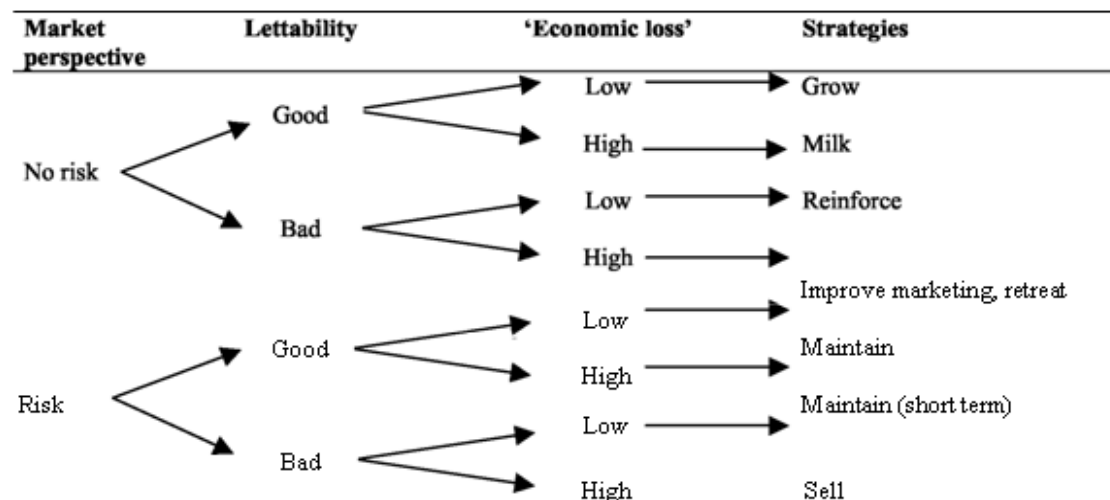 Market perspective Lettability 'Economic loss' Strategies
Low Grow
Good
High Milk
No risk
Low Reinforce
Bad
High
Improve marketing, retreat
Low
Good Maintain
High
Risk Maintain (short term)
Low
Bad
High Sell